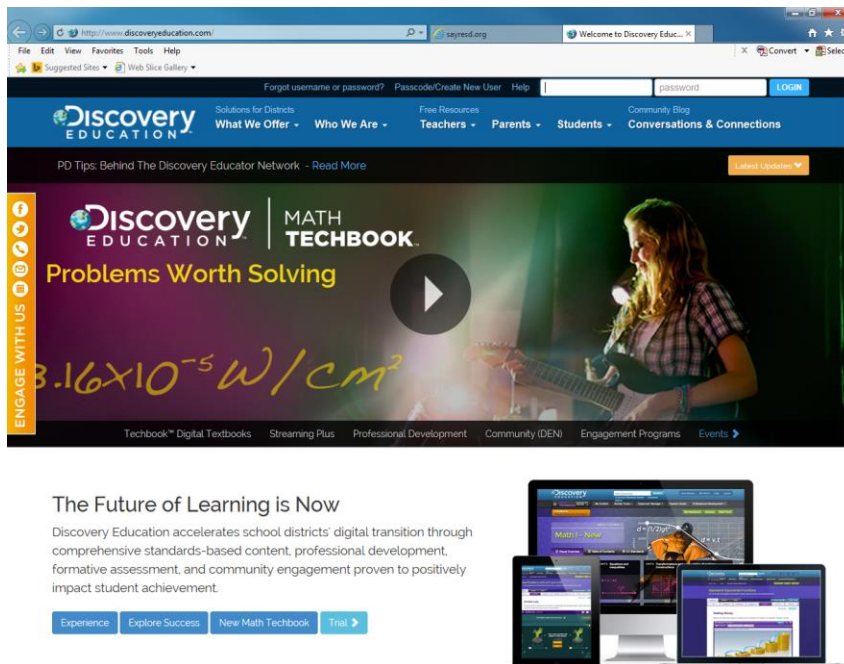 http://www.discoveryeducation.com/
sayresd.org
Welcome to Discovery Educ...
File Edit View Favorites Tools Help
X Convert Selec
Suggested Sites Web Slice Gallery
Forgot username or password? Passcode/Create New User Help password LOGIN
Discovery EDUCATION
Solutions for Districts Free Resources Community Blog
What We Offer Who We Are Teachers Parents Students Conversations & Connections
PD Tips: Behind The Discovery Educator Network - Read More
Latest Updates
Discovery EDUCATION
MATH
TECHBOOK
Problems Worth Solving
3.16×10⁻⁵ W/cm²
ENGAGE WITH US
Techbook™ Digital Textbooks Streaming Plus Professional Development Community (DEN) Engagement Programs Events
The Future of Learning is Now
Discovery Education accelerates school districts' digital transition through
comprehensive standards-based content, professional development,
formative assessment, and community engagement proven to positively
impact student achievement.
Experience Explore Success New Math Techbook Trial
Discovery
Math I - New